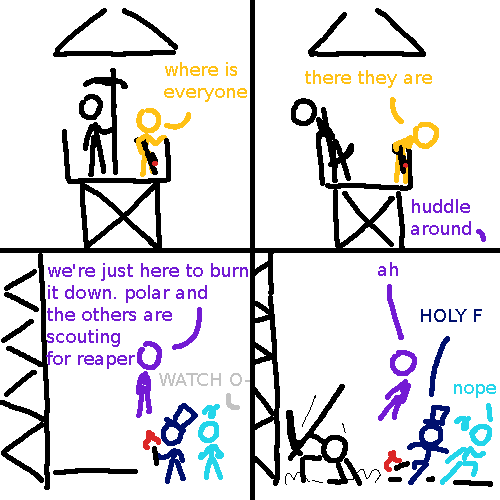 where is
everyone
there they are
huddle
around
we're just here to burn
it down. polar and
the others are
scouting
for reaper
WATCH O-
ah
HOLY F
nope